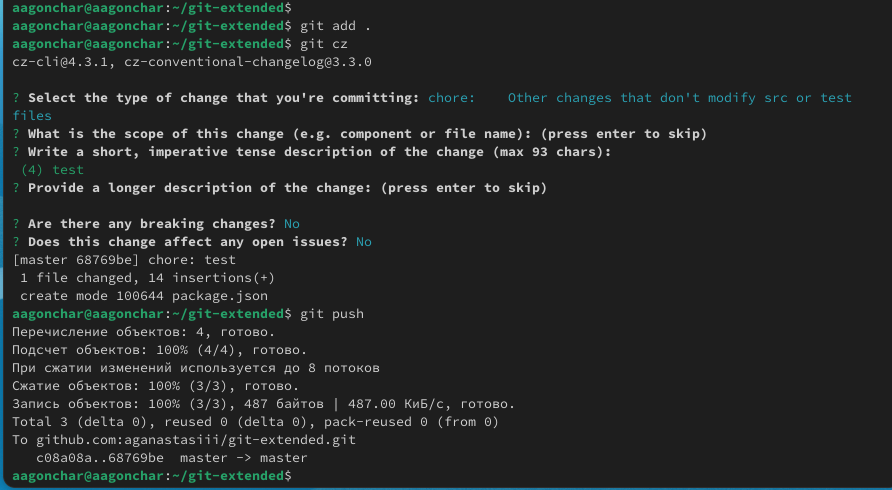 aagonchar@aagonchar:~/git-extended$
aagonchar@aagonchar:~/git-extended$ git add .
aagonchar@aagonchar:~/git-extended$ git cz
cz-cli@4.3.1, cz-conventional-changelog@3.3.0

? Select the type of change that you're committing: chore:    Other changes that don't modify src or test
files
? What is the scope of this change (e.g. component or file name): (press enter to skip)
? Write a short, imperative tense description of the change (max 93 chars):
 (4) test
? Provide a longer description of the change: (press enter to skip)

? Are there any breaking changes? No
? Does this change affect any open issues? No
[master 68769be] chore: test
 1 file changed, 14 insertions(+)
 create mode 100644 package.json
aagonchar@aagonchar:~/git-extended$ git push
Перечисление объектов: 4, готово.
Подсчет объектов: 100% (4/4), готово.
При сжатии изменений используется до 8 потоков
Сжатие объектов: 100% (3/3), готово.
Запись объектов: 100% (3/3), 487 байтов | 487.00 КиБ/с, готово.
Total 3 (delta 0), reused 0 (delta 0), pack-reused 0 (from 0)
To github.com:aganastasiii/git-extended.git
   c08a08a..68769be  master -> master
aagonchar@aagonchar:~/git-extended$